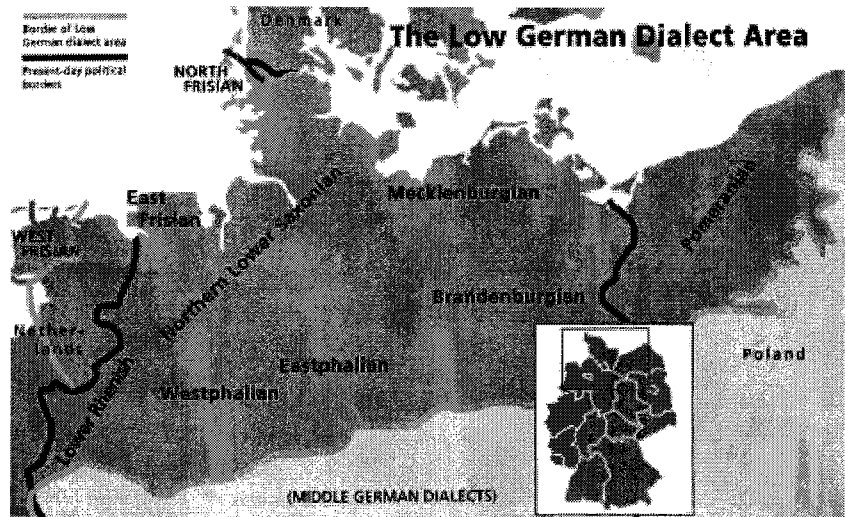 The Low German Dialect Area
Border of Low
German dialect area
Present-day political
borders
Denmark
NORTH
FRISIAN
East
Frisian
WEST
FRISIAN
Northern Lower Saxonian
Mecklenburgian
Pomeranian
Brandenburgian
Nether-
lands
Eastphalian
Westphalian
Lower Rhenish
Poland
(MIDDLE GERMAN DIALECTS)